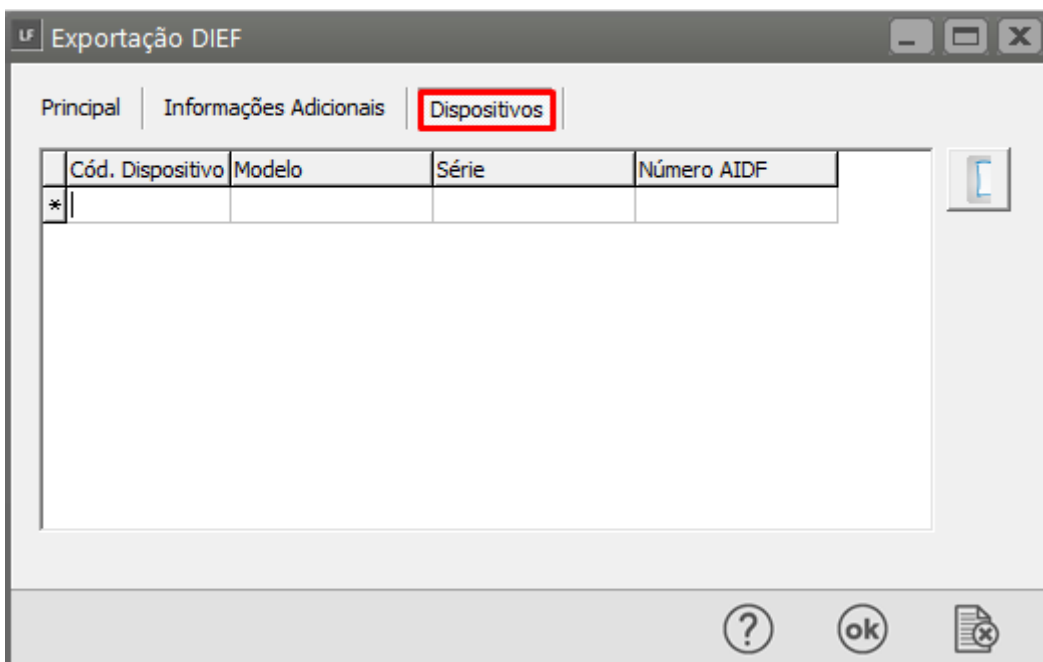 LF Exportação DIEF
Principal Informações Adicionais Dispositivos
Cód. Dispositivo Modelo Série Número AIDF
*
? ok